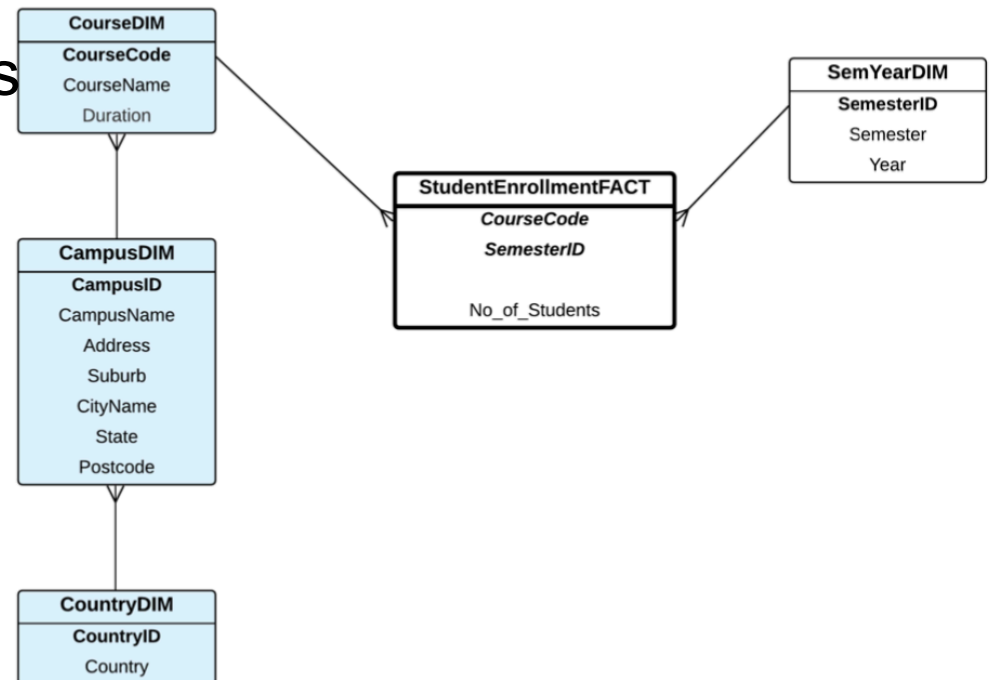 CourseDIM
CourseCode
CourseName
Duration
s
SemYearDIM
SemesterID
Semester
Year
StudentEnrollmentFACT
CourseCode
SemesterID
No_of_Students
CampusDIM
CampusID
CampusName
Address
Suburb
CityName
State
Postcode
CountryDIM
CountryID
Country